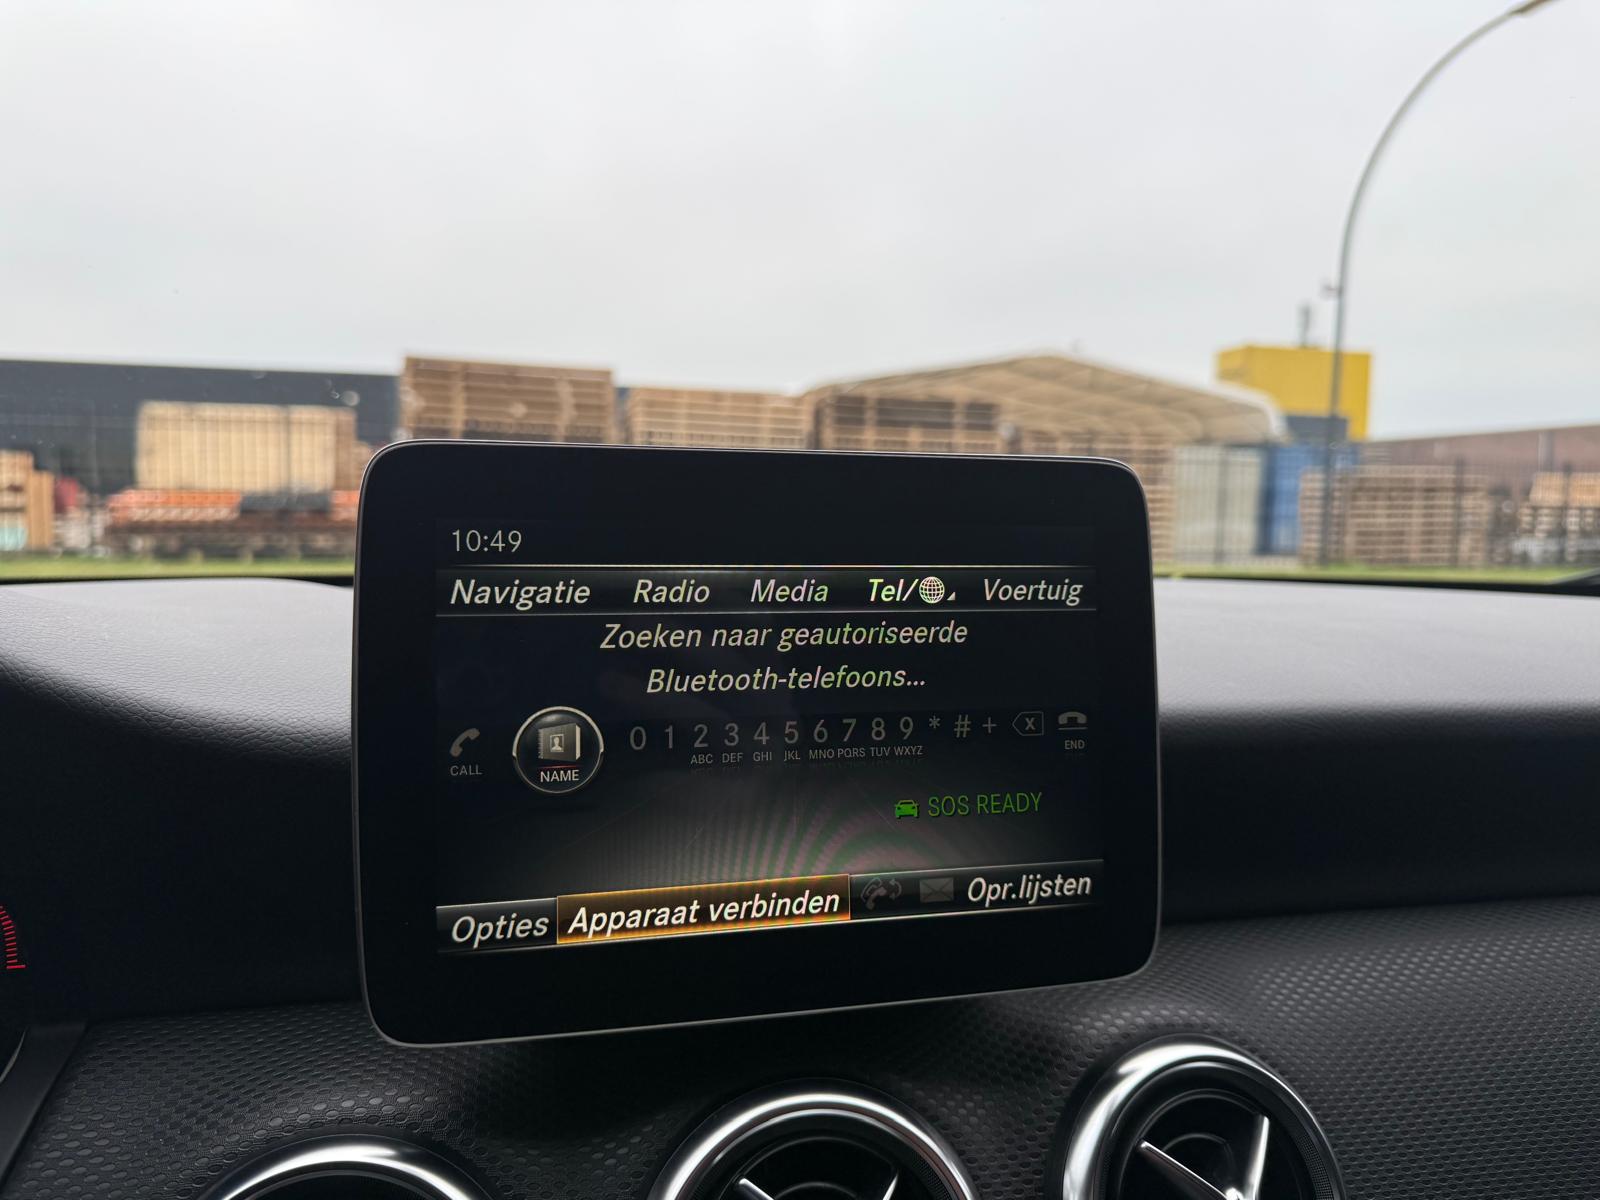 10:49
Navigatie Radio Media Tel/ Voertuig
Zoeken naar geautoriseerde
Bluetooth-telefoons...
CALL NAME 0 1 2 3 4 5 6 7 8 9 * # + X END
ABC DEF GHI JKL MNO PQRS TUV WXYZ
SOS READY
Opties Apparaat verbinden Opr.lijsten